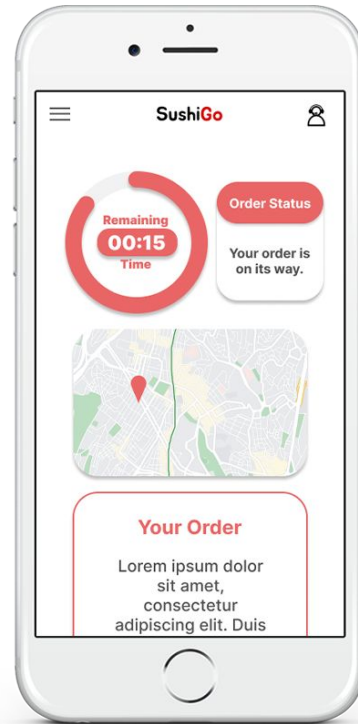 SushiGo
Remaining
00:15
Time
Order Status
Your order is
on its way.
Your Order
Lorem ipsum dolor
sit amet,
consectetur
adipiscing elit. Duis